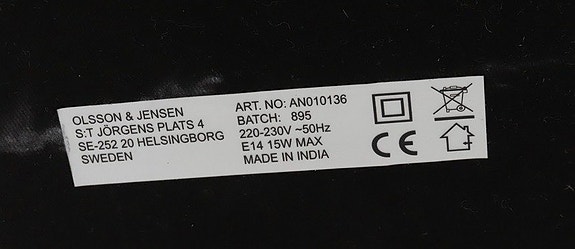 OLSSON & JENSEN
S:T JÖRGENS PLATS 4
SE-252 20 HELSINGBORG
SWEDEN
ART. NO: AN010136
BATCH: 895
220-230V ~50Hz
E14 15W MAX
MADE IN INDIA
CE